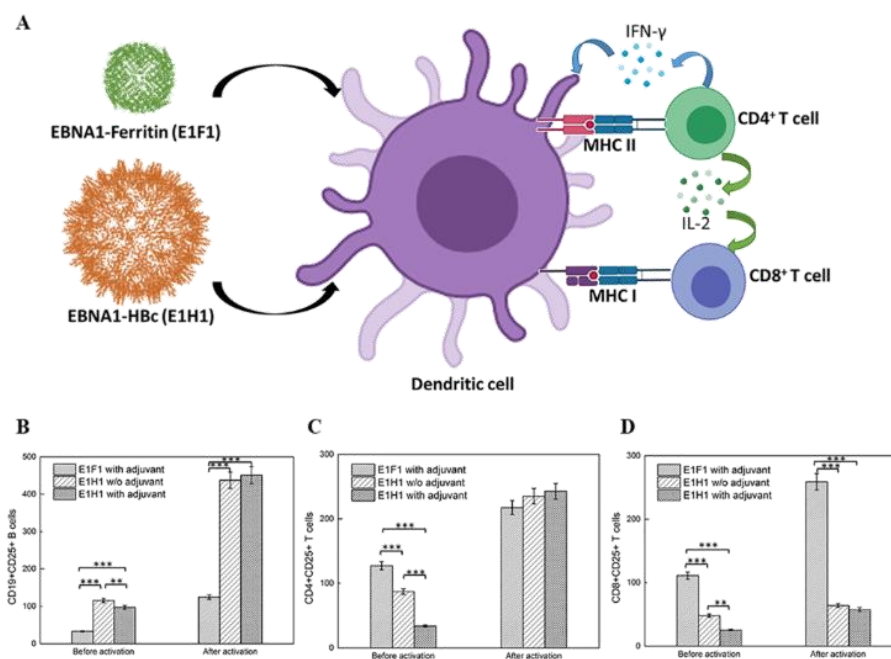 A
IFN-γ
EBNA1-Ferritin (E1F1)
CD4+ T cell
MHC II
IL-2
CD8+ T cell
MHC I
EBNA1-HBc (E1H1)
Dendritic cell
B
E1F1 with adjuvant
E1H1 w/o adjuvant
E1H1 with adjuvant
CD19+CD25+ B cells
500
400
300
200
100
0
***
***
**
***
***
Before activation
After activation
C
E1F1 with adjuvant
E1H1 w/o adjuvant
E1H1 with adjuvant
CD4+CD25+ T cells
200
100
0
***
***
***
Before activation
After activation
D
E1F1 with adjuvant
E1H1 w/o adjuvant
E1H1 with adjuvant
CD8+CD25+ T cells
300
200
100
0
***
***
**
***
***
Before activation
After activation